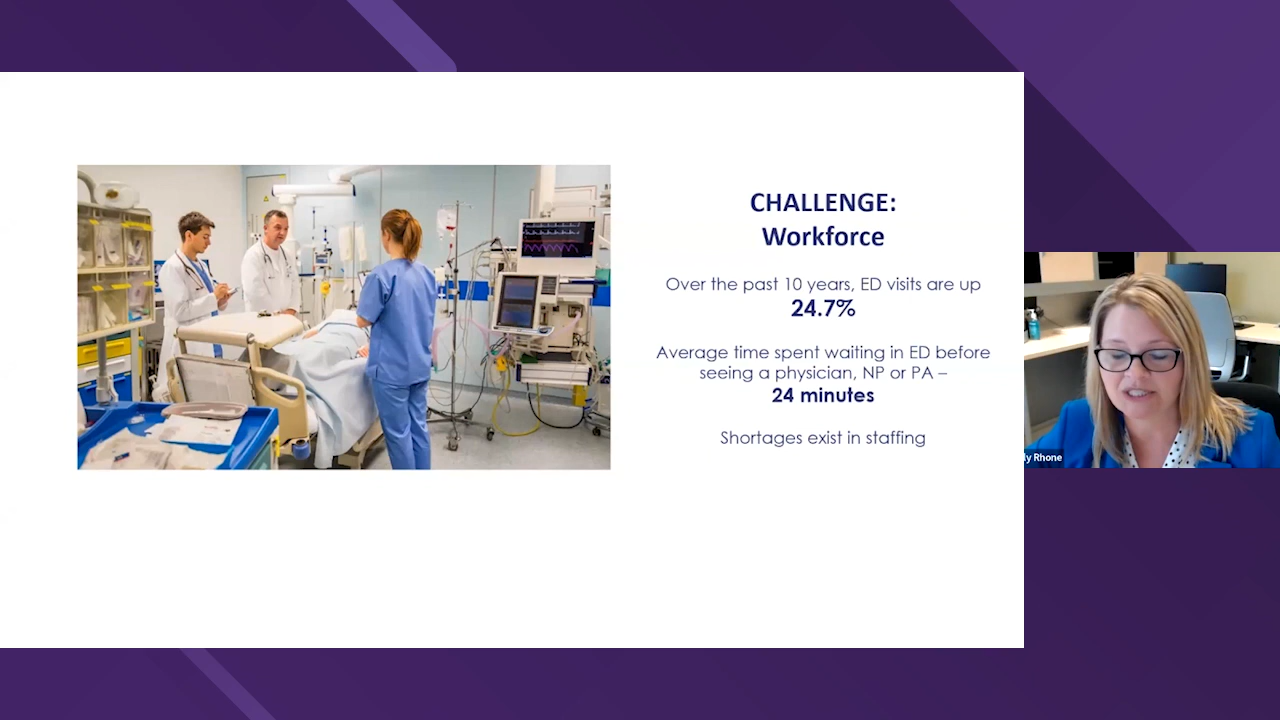 CHALLENGE:
Workforce
Over the past 10 years, ED visits are up
24.7%
Average time spent waiting in ED before
seeing a physician, NP or PA –
24 minutes
Shortages exist in staffing
ly Rhone